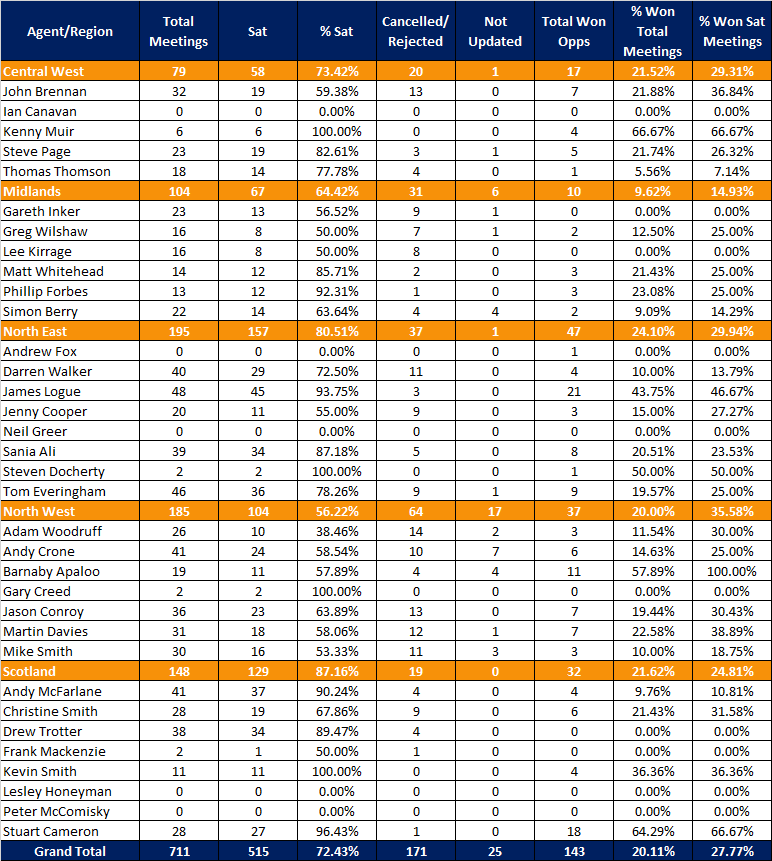 Agent/Region Total Meetings Sat % Sat Cancelled/ Rejected Not Updated Total Won Opps % Won Total Meetings % Won Sat Meetings
Central West 79 58 73.42% 20 1 17 21.52% 29.31%
John Brennan 32 19 59.38% 13 0 7 21.88% 36.84%
Ian Canavan 0 0 0.00% 0 0 0 0.00% 0.00%
Kenny Muir 6 6 100.00% 0 0 4 66.67% 66.67%
Steve Page 23 19 82.61% 3 1 5 21.74% 26.32%
Thomas Thomson 18 14 77.78% 4 0 1 5.56% 7.14%
Midlands 104 67 64.42% 31 6 10 9.62% 14.93%
Gareth Inker 23 13 56.52% 9 1 0 0.00% 0.00%
Greg Wilshaw 16 8 50.00% 7 1 2 12.50% 25.00%
Lee Kirrage 16 8 50.00% 8 0 0 0.00% 0.00%
Matt Whitehead 14 12 85.71% 2 0 3 21.43% 25.00%
Phillip Forbes 13 12 92.31% 1 0 3 23.08% 25.00%
Simon Berry 22 14 63.64% 4 4 2 9.09% 14.29%
North East 195 157 80.51% 37 1 47 24.10% 29.94%
Andrew Fox 0 0 0.00% 0 0 1 0.00% 0.00%
Darren Walker 40 29 72.50% 11 0 4 10.00% 13.79%
James Logue 48 45 93.75% 3 0 21 43.75% 46.67%
Jenny Cooper 20 11 55.00% 9 0 3 15.00% 27.27%
Neil Greer 0 0 0.00% 0 0 0 0.00% 0.00%
Sania Ali 39 34 87.18% 5 0 8 20.51% 23.53%
Steven Docherty 2 2 100.00% 0 0 1 50.00% 50.00%
Tom Everingham 46 36 78.26% 9 1 9 19.57% 25.00%
North West 185 104 56.22% 64 17 37 20.00% 35.58%
Adam Woodruff 26 10 38.46% 14 2 3 11.54% 30.00%
Andy Crone 41 24 58.54% 10 7 6 14.63% 25.00%
Barnaby Apaloo 19 11 57.89% 4 4 11 57.89% 100.00%
Gary Creed 2 2 100.00% 0 0 0 0.00% 0.00%
Jason Conroy 36 23 63.89% 13 0 7 19.44% 30.43%
Martin Davies 31 18 58.06% 12 1 7 22.58% 38.89%
Mike Smith 30 16 53.33% 11 3 3 10.00% 18.75%
Scotland 148 129 87.16% 19 0 32 21.62% 24.81%
Andy McFarlane 41 37 90.24% 4 0 4 9.76% 10.81%
Christine Smith 28 19 67.86% 9 0 6 21.43% 31.58%
Drew Trotter 38 34 89.47% 4 0 0 0.00% 0.00%
Frank Mackenzie 2 1 50.00% 1 0 0 0.00% 0.00%
Kevin Smith 11 11 100.00% 0 0 4 36.36% 36.36%
Lesley Honeyman 0 0 0.00% 0 0 0 0.00% 0.00%
Peter McComisky 0 0 0.00% 0 0 0 0.00% 0.00%
Stuart Cameron 28 27 96.43% 1 0 18 64.29% 66.67%
Grand Total 711 515 72.43% 171 25 143 20.11% 27.77%